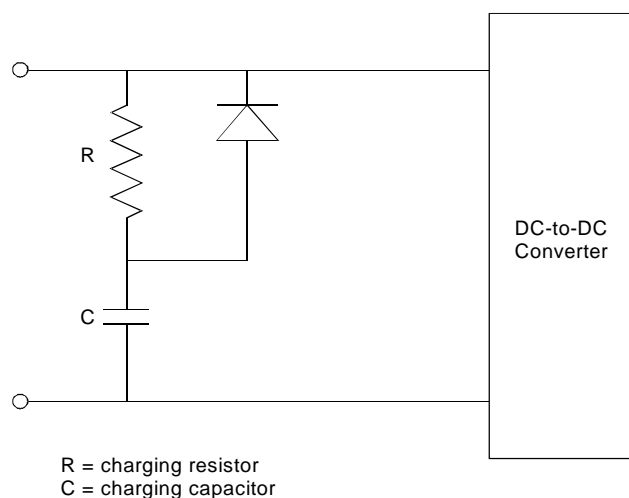 R
DC-to-DC
Converter
C
R = charging resistor
C = charging capacitor